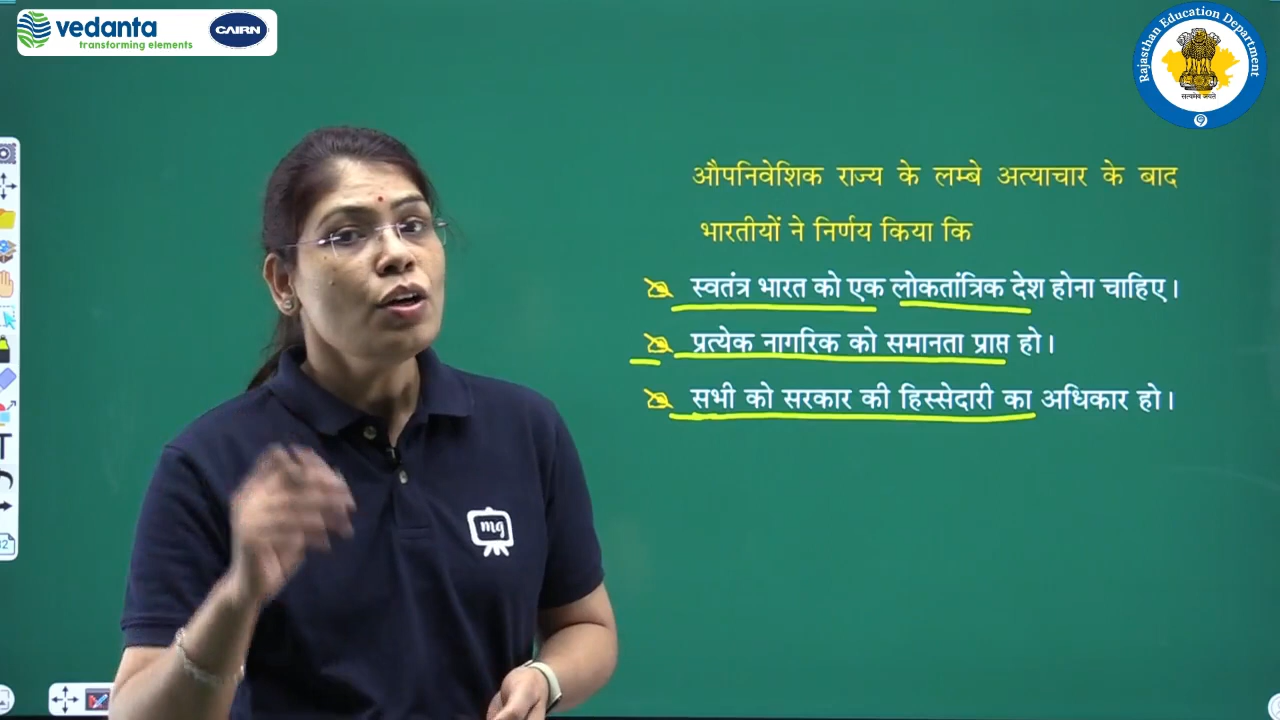 vedanta
transforming elements
CAIRN
Rajasthan Education Department
सत्यमेव जयते
औपनिवेशिक राज्य के लम्बे अत्याचार के बाद
भारतीयों ने निर्णय किया कि
स्वतंत्र भारत को एक लोकतांत्रिक देश होना चाहिए।
प्रत्येक नागरिक को समानता प्राप्त हो।
सभी को सरकार की हिस्सेदारी का अधिकार हो।
mg